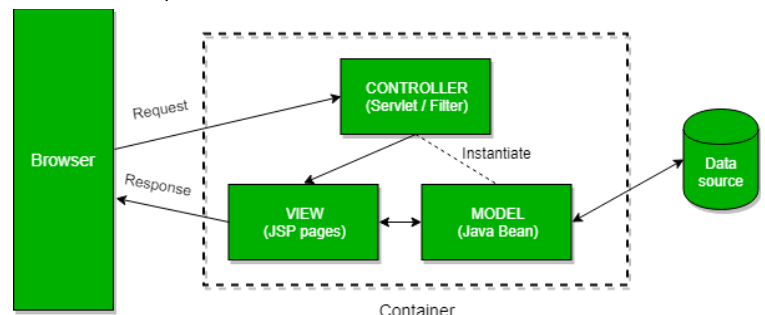 CONTROLLER
(Servlet / Filter)
Request
Browser
Instantiate
Data
source
Response
VIEW
(JSP pages)
MODEL
(Java Bean)
Container